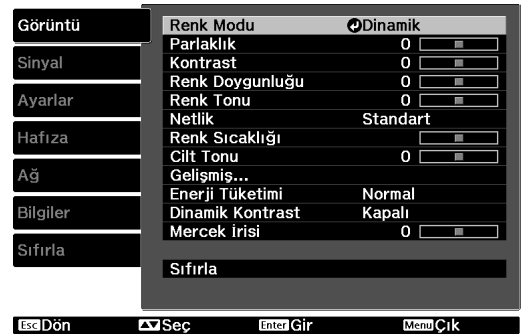 Görüntü
Sinyal
Ayarlar
Hafıza
Ağ
Bilgiler
Sıfırla
Renk Modu Dinamik
Parlaklık 0
Kontrast 0
Renk Doygunluğu 0
Renk Tonu 0
Netlik Standart
Renk Sıcaklığı
Cilt Tonu 0
Gelişmiş...
Enerji Tüketimi Normal
Dinamik Kontrast Kapalı
Mercek İrisi 0
Sıfırla
Esc Dön Seç Enter Gir Menu Çık